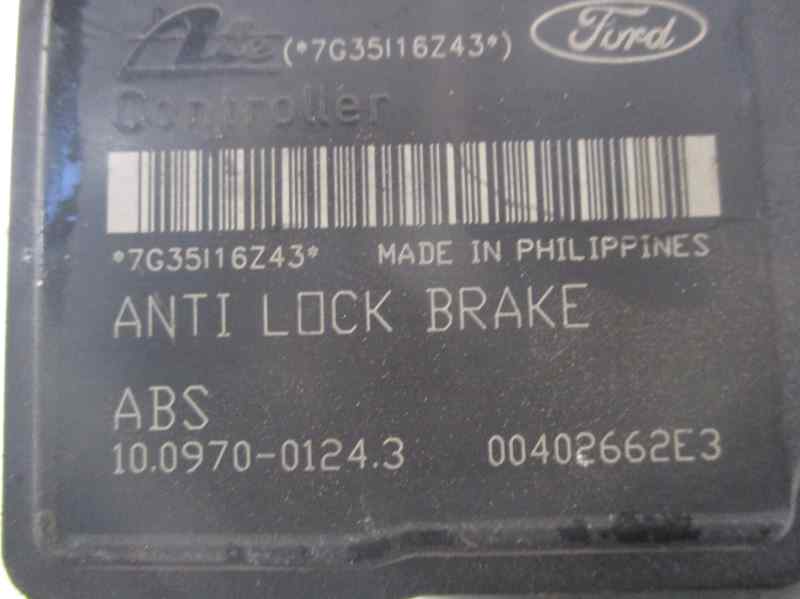 Ate (*7G35I16Z43*) Ford
Controller
*7G35I16Z43* MADE IN PHILIPPINES
ANTI LOCK BRAKE
ABS
10.0970-0124.3 00402662E3